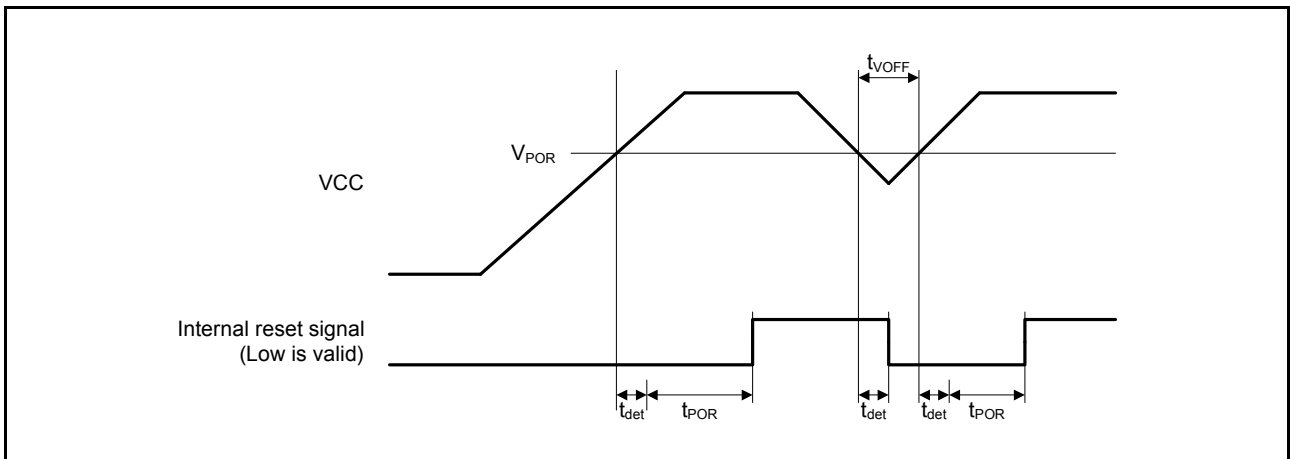 tVOFF
VPOR
VCC
Internal reset signal
(Low is valid)
tdet
tPOR
tdet
tdet
tPOR